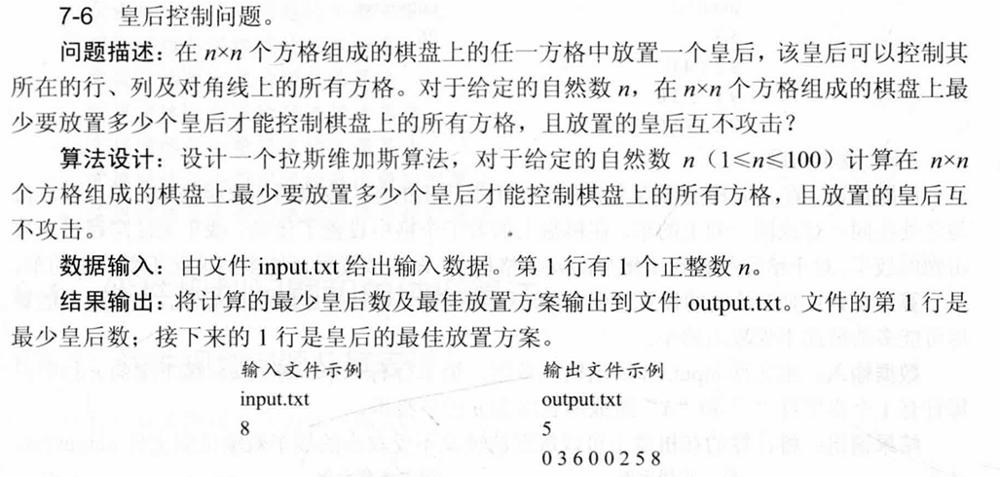 7-6 皇后控制问题。
问题描述：在 n×n 个方格组成的棋盘上的任一方格中放置一个皇后，该皇后可以控制其
所在的行、列及对角线上的所有方格。对于给定的自然数 n，在 n×n 个方格组成的棋盘上最
少要放置多少个皇后才能控制棋盘上的所有方格，且放置的皇后互不攻击？
算法设计：设计一个拉斯维加斯算法，对于给定的自然数 n（1≤n≤100）计算在 n×n
个方格组成的棋盘上最少要放置多少个皇后才能控制棋盘上的所有方格，且放置的皇后互
不攻击。
数据输入：由文件 input.txt 给出输入数据。第 1 行有 1 个正整数 n。
结果输出：将计算的最少皇后数及最佳放置方案输出到文件 output.txt。文件的第 1 行是
最少皇后数；接下来的 1 行是皇后的最佳放置方案。
输入文件示例 输出文件示例
input.txt output.txt
8 5
0 3 6 0 0 2 5 8